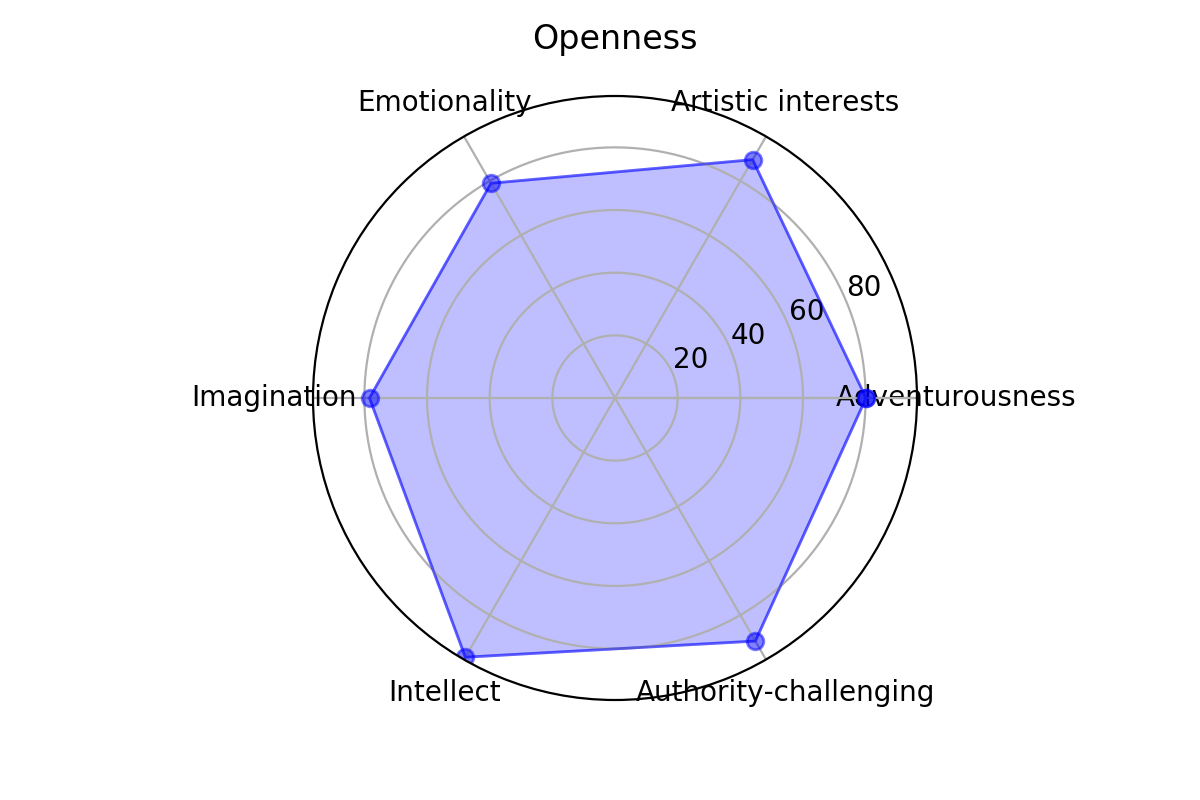 Openness
Emotionality
Artistic interests
80
60
40
20
Imagination
Adventurousness
Intellect
Authority-challenging